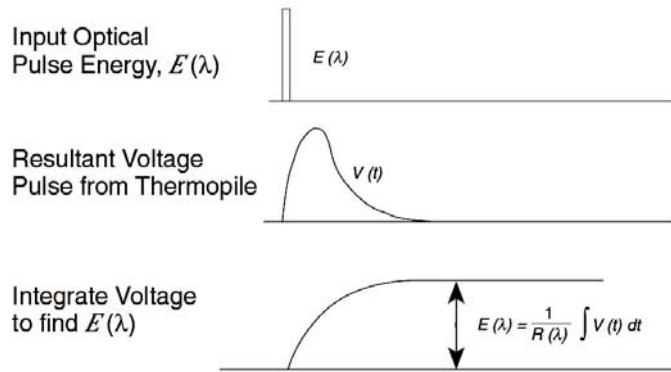 Input Optical
Pulse Energy, E(λ)
E(λ)
Resultant Voltage
Pulse from Thermopile
V(t)
Integrate Voltage
to find E(λ)
E(λ) = 1/R(λ) ∫ V(t) dt